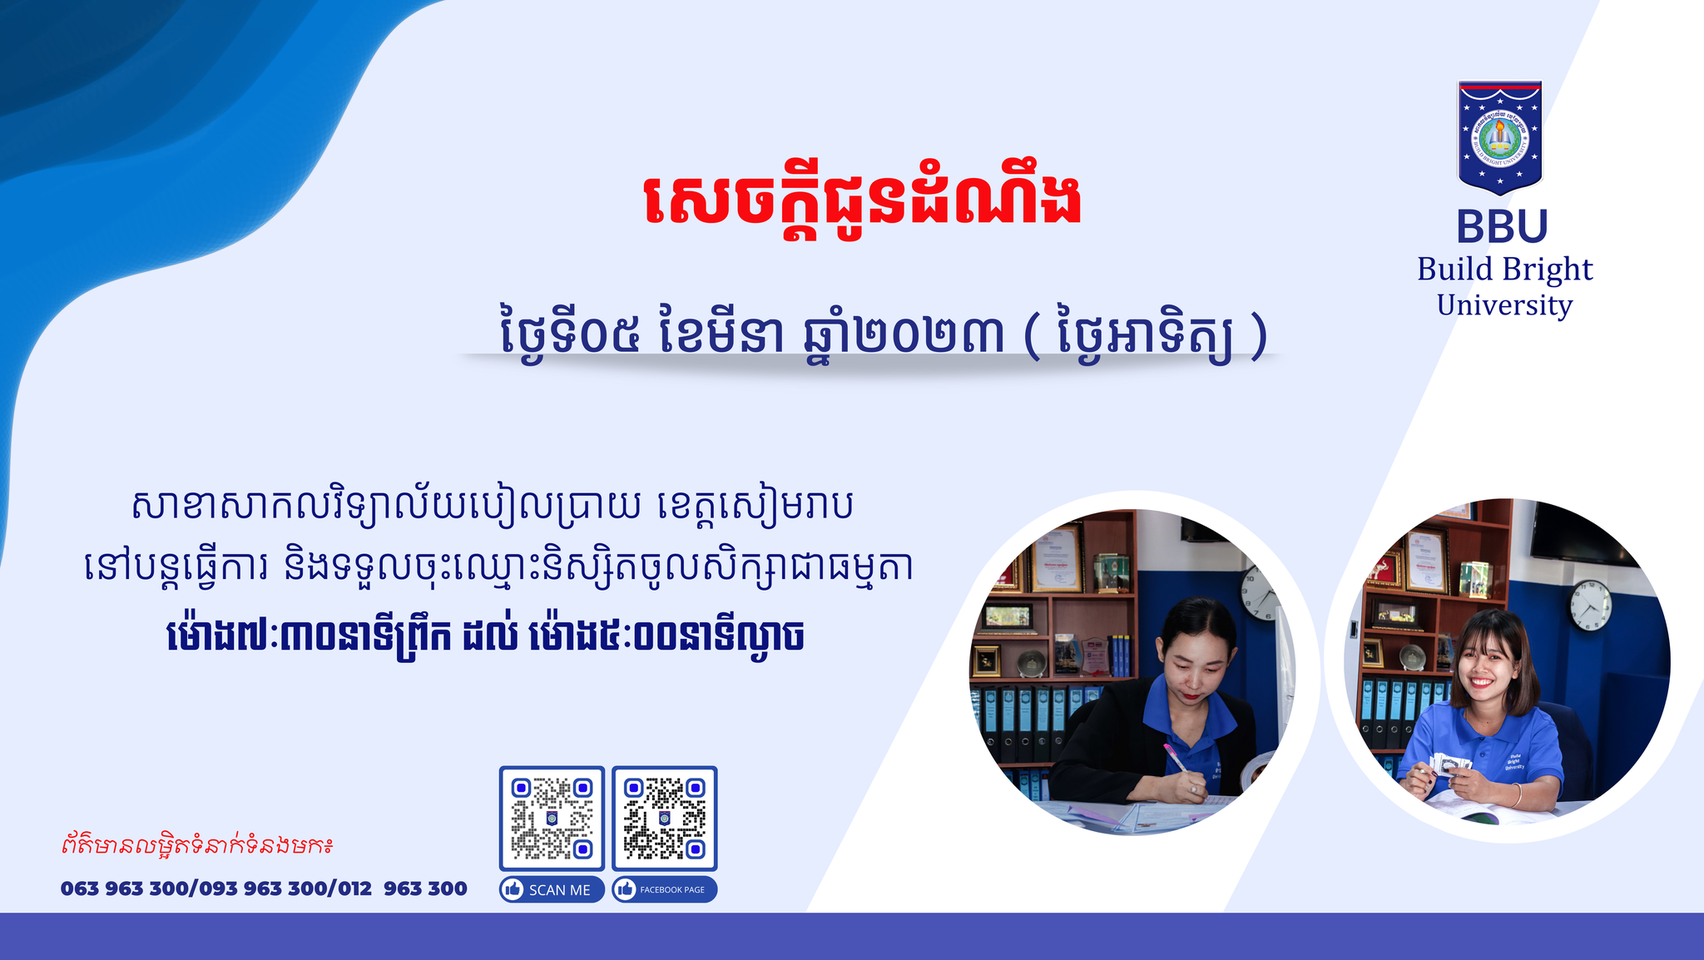 សេចក្តីជូនដំណឹង
BBU
Build Bright
University
ថ្ងៃទី០៥ ខែមីនា ឆ្នាំ២០២៣ ( ថ្ងៃអាទិត្យ )
សាខាសាកលវិទ្យាល័យបៀលប្រាយ ខេត្តសៀមរាប
នៅបន្តធ្វើការ និងទទួលចុះឈ្មោះនិស្សិតចូលសិក្សាជាធម្មតា
ម៉ោង៧:៣០នាទីព្រឹក ដល់ ម៉ោង៥:០០នាទីល្ងាច
ព័ត៌មានលម្អិតទំនាក់ទំនងមក៖
063 963 300/093 963 300/012 963 300
SCAN ME
FACEBOOK PAGE
Build
Bright
University